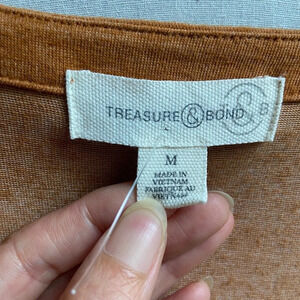 TREASURE & BOND
M
MADE IN
VIETNAM
FABRIQUÉ AU
VIETNAM